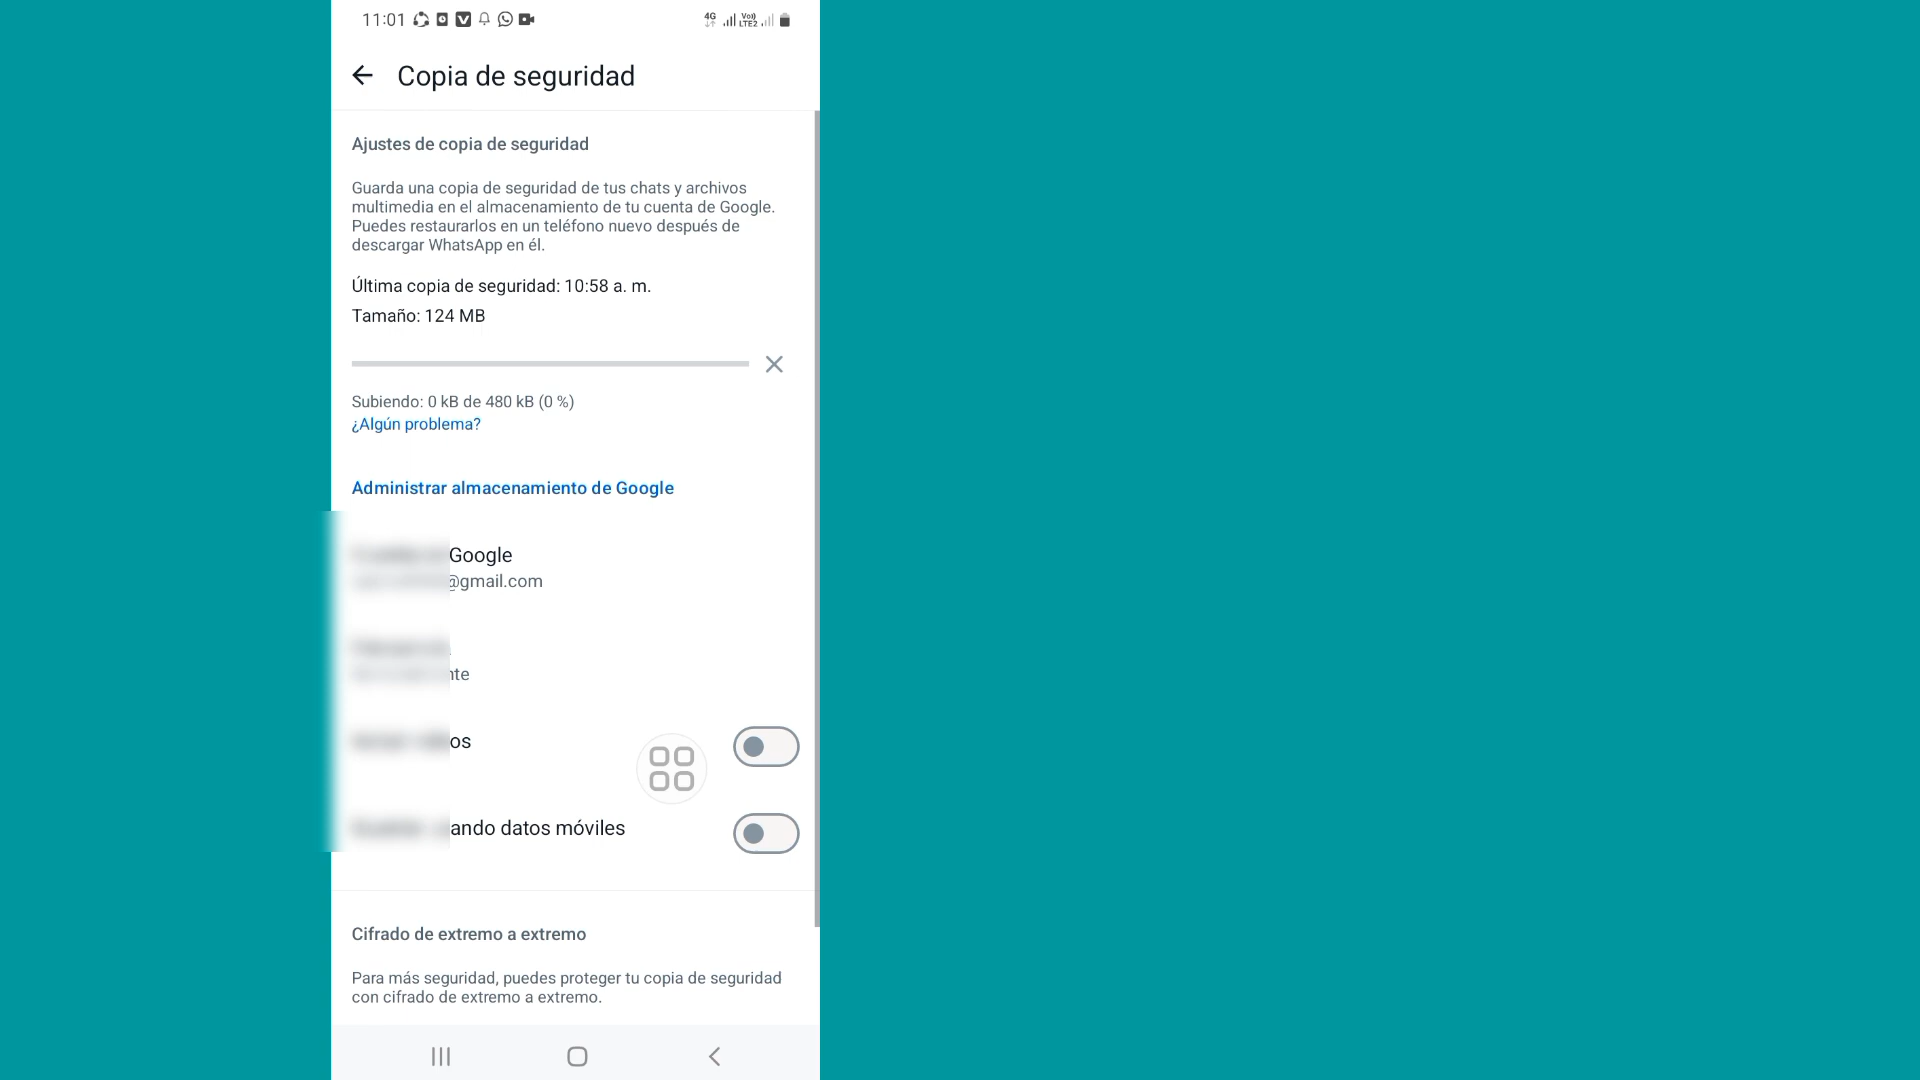 11:01
4G VoI) LTE2
Copia de seguridad
Ajustes de copia de seguridad
Guarda una copia de seguridad de tus chats y archivos
multimedia en el almacenamiento de tu cuenta de Google.
Puedes restaurarlos en un teléfono nuevo después de
descargar WhatsApp en él.
Última copia de seguridad: 10:58 a. m.
Tamaño: 124 MB
Subiendo: 0 kB de 480 kB (0 %)
¿Algún problema?
Administrar almacenamiento de Google
Google
@gmail.com
nte
os
ando datos móviles
Cifrado de extremo a extremo
Para más seguridad, puedes proteger tu copia de seguridad
con cifrado de extremo a extremo.